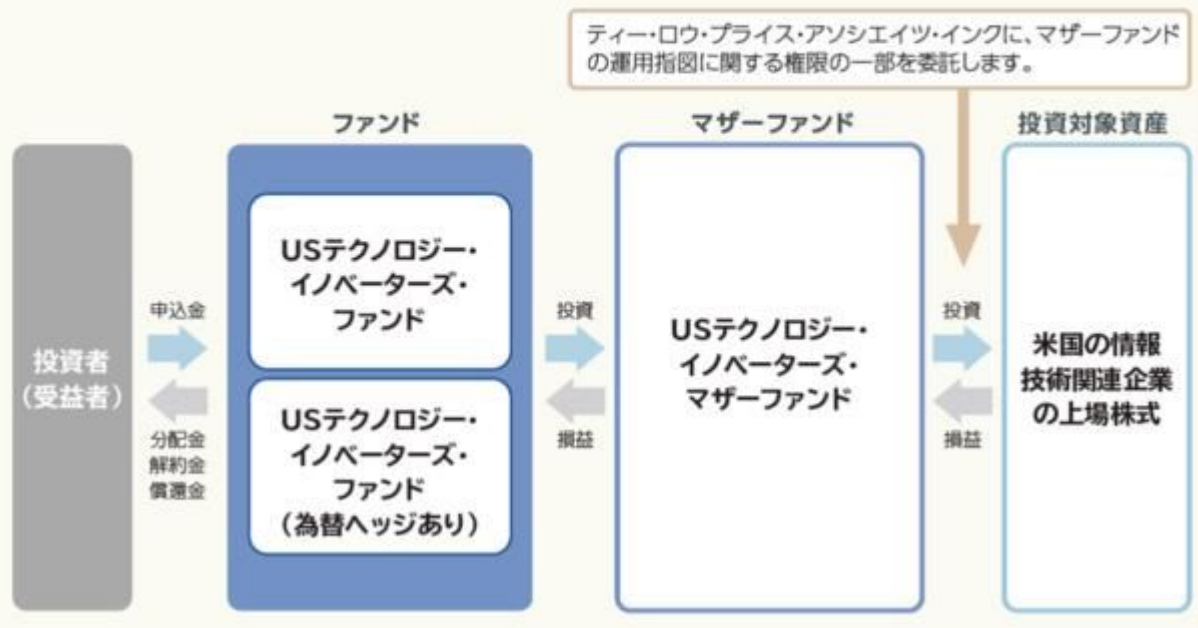 ティー・ロウ・プライス・アソシエイツ・インクに、マザーファンド
の運用指図に関する権限の一部を委託します。
ファンド
マザーファンド
投資対象資産
投資者
（受益者）
申込金
分配金
解約金
償還金
USテクノロジー・
イノベーターズ・
ファンド
USテクノロジー・
イノベーターズ・
ファンド
（為替ヘッジあり）
投資
損益
USテクノロジー・
イノベーターズ・
マザーファンド
投資
損益
米国の情報
技術関連企業
の上場株式